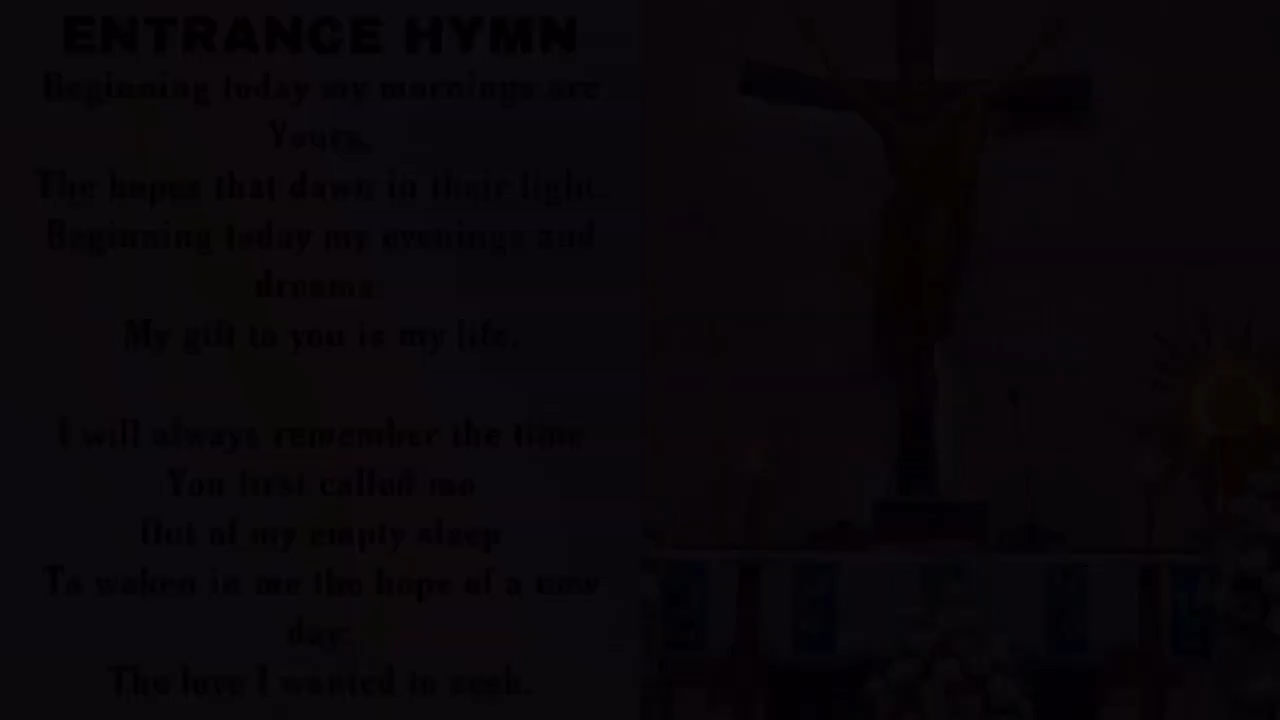 ENTRANCE HYMN
Beginning today my mornings are
Yours,
The hopes that dawn in their light.
Beginning today my evenings and
dreams
My gift to you is my life.
I will always remember the time
You first called me
Out of my empty sleep
To waken in me the hope of a new
day:
The love I wanted to seek.